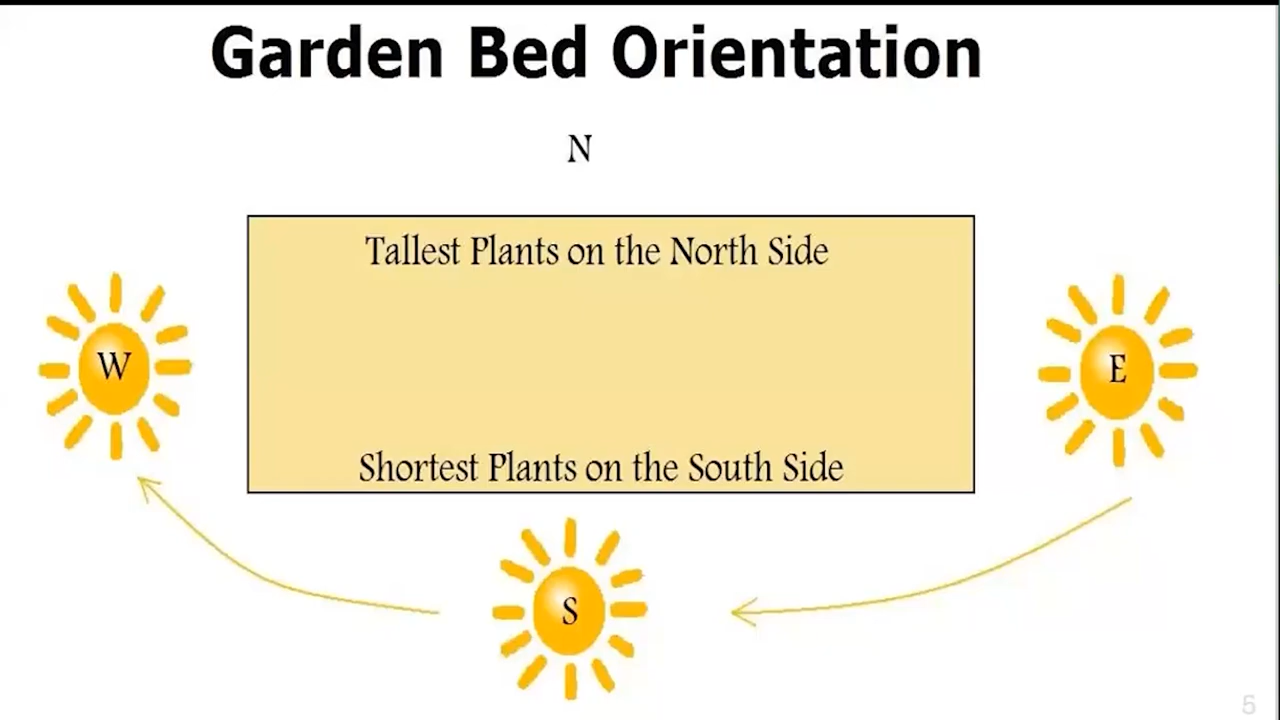 Garden Bed Orientation
N
Tallest Plants on the North Side
W
E
Shortest Plants on the South Side
S
5